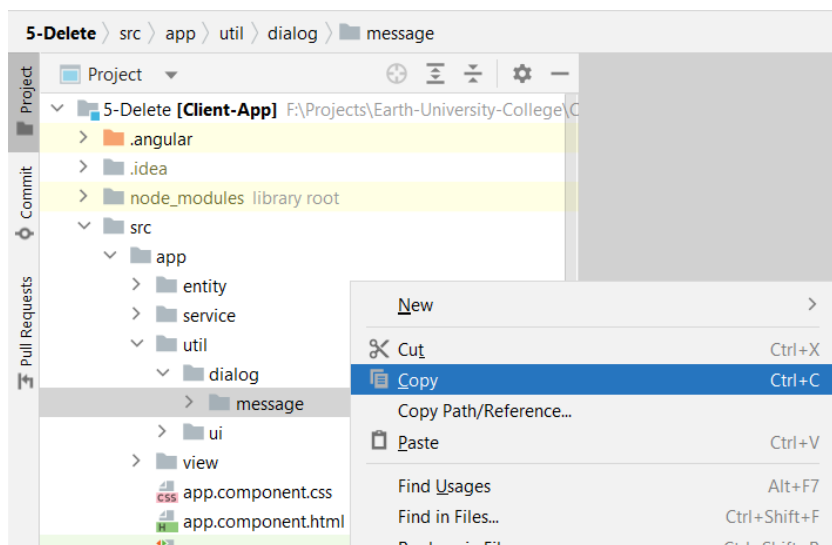 5-Delete 〉 src 〉 app 〉 util 〉 dialog 〉 message
Project
Commit
Pull Requests
Project
5-Delete [Client-App] F:\Projects\Earth-University-College\C
.angular
.idea
node_modules library root
src
app
entity
service
util
dialog
message
ui
view
app.component.css
app.component.html
New
Cut Ctrl+X
Copy Ctrl+C
Copy Path/Reference...
Paste Ctrl+V
Find Usages Alt+F7
Find in Files... Ctrl+Shift+F